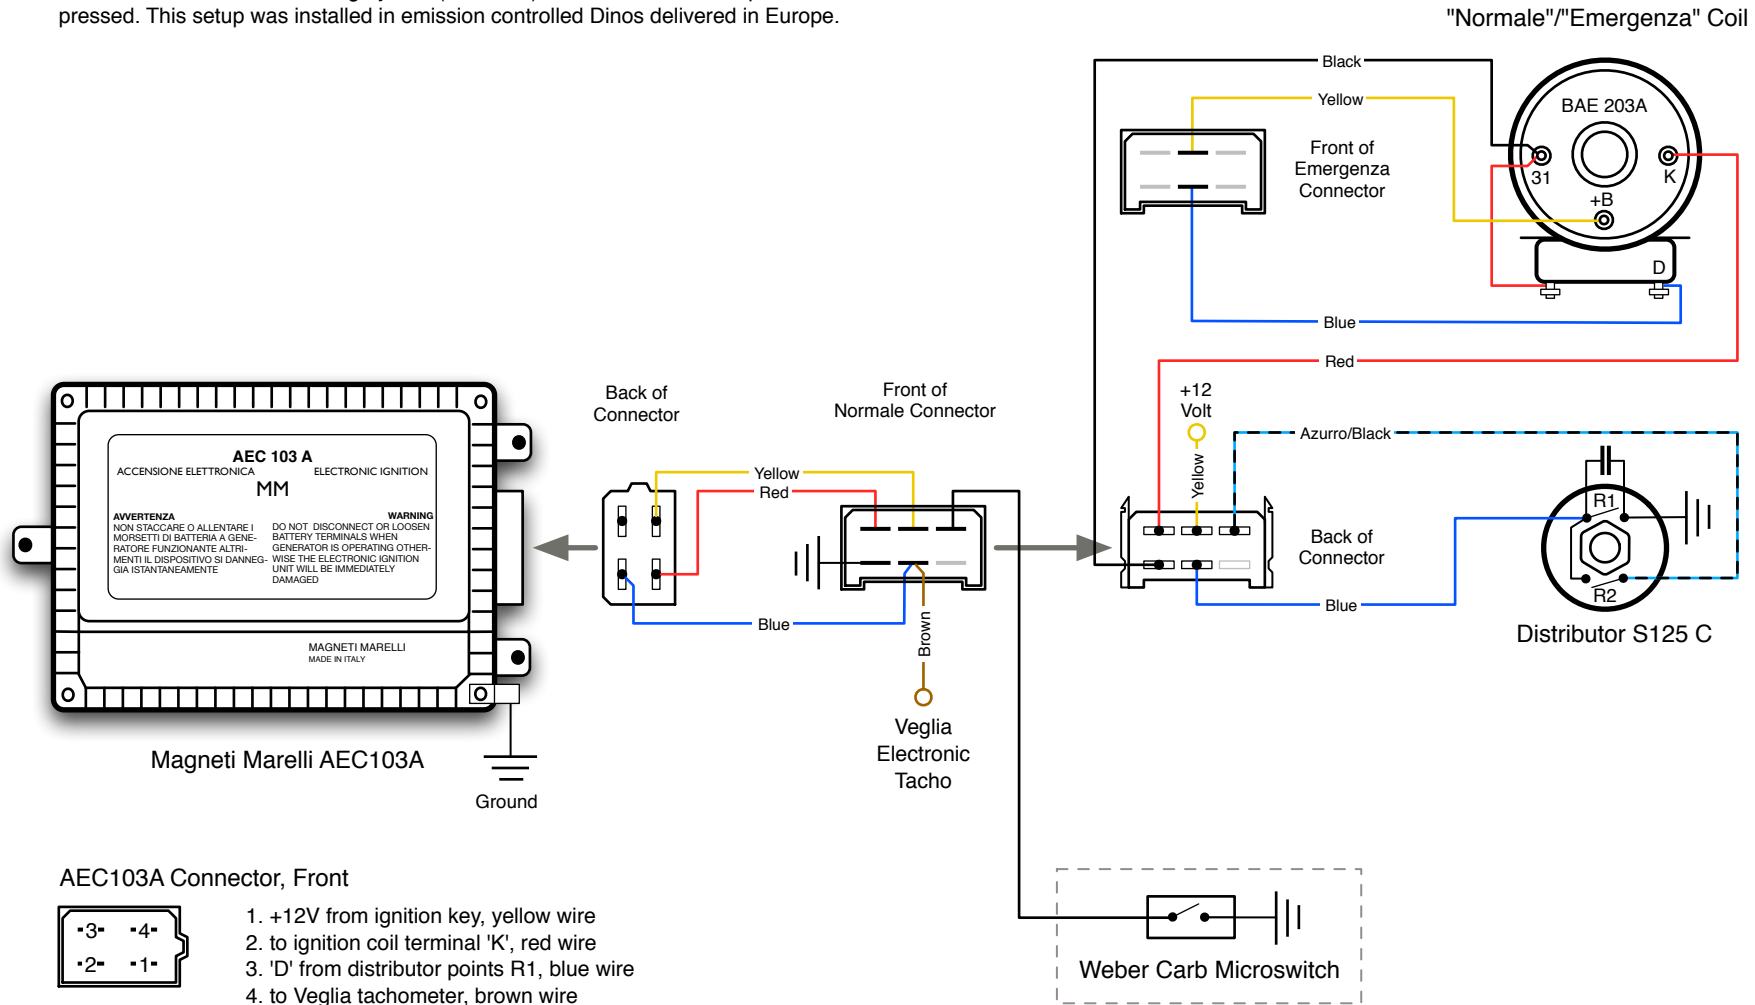 pressed. This setup was installed in emission controlled Dinos delivered in Europe.
"Normale"/"Emergenza" Coil
Black
Yellow
BAE 203A
Front of
Emergenza
Connector
31
K
+B
D
Blue
Red
Back of
Connector
Front of
Normale Connector
+12
Volt
Azurro/Black
Yellow
Yellow
Red
Blue
Brown
Veglia
Electronic
Tacho
Back of
Connector
Blue
R1
R2
Distributor S125 C
AEC 103 A
ACCENSIONE ELETTRONICA
ELECTRONIC IGNITION
MM
AVVERTENZA
NON STACCARE O ALLENTARE I
MORSETTI DI BATTERIA A GENE-
RATORE FUNZIONANTE ALTRI-
MENTI IL DISPOSITIVO SI DANNEG-
GIA ISTANTANEAMENTE
WARNING
DO NOT DISCONNECT OR LOOSEN
BATTERY TERMINALS WHEN
GENERATOR IS OPERATING OTHER-
WISE THE ELECTRONIC IGNITION
UNIT WILL BE IMMEDIATELY
DAMAGED
MAGNETI MARELLI
MADE IN ITALY
Magneti Marelli AEC103A
Ground
AEC103A Connector, Front
-3- -4-
-2- -1-
1. +12V from ignition key, yellow wire
2. to ignition coil terminal 'K', red wire
3. 'D' from distributor points R1, blue wire
4. to Veglia tachometer, brown wire
Weber Carb Microswitch